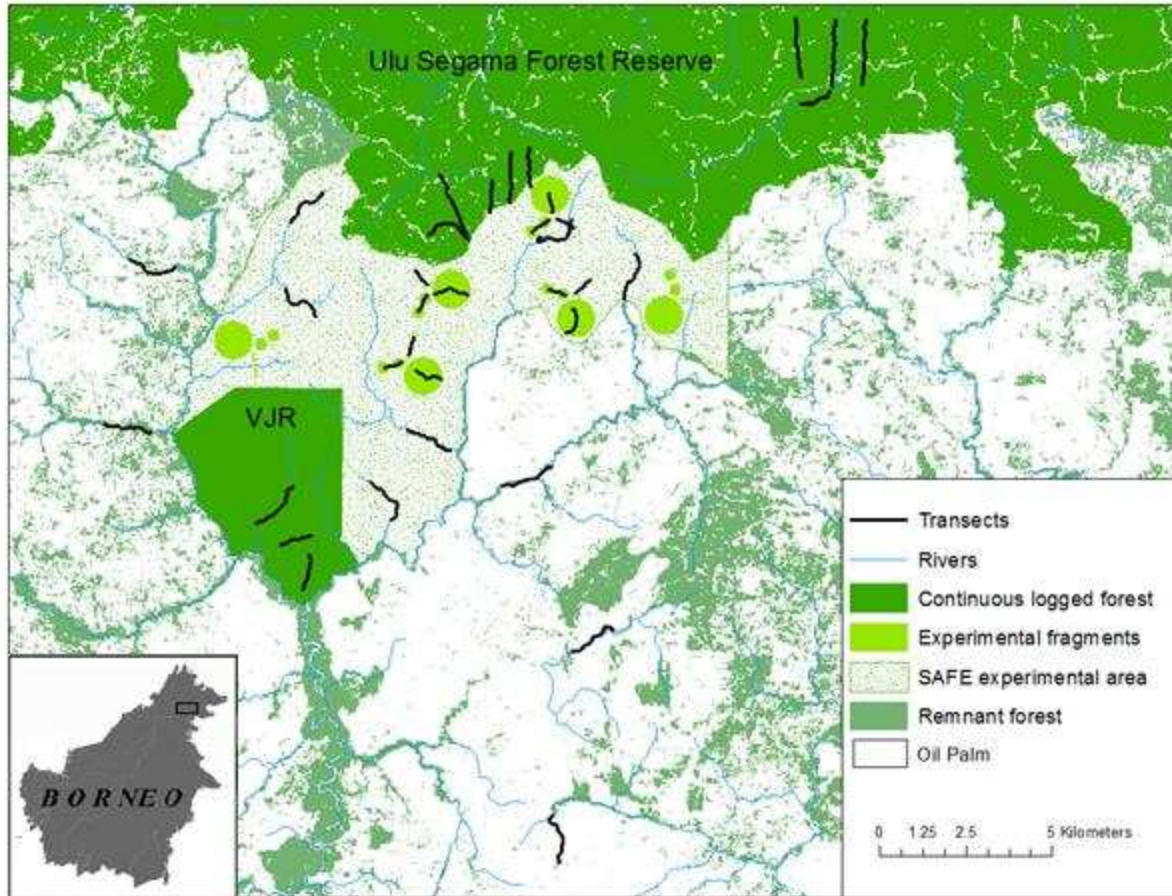 Ulu Segama Forest Reserve
VJR
Transects
Rivers
Continuous logged forest
Experimental fragments
SAFE experimental area
Remnant forest
Oil Palm
0 1.25 2.5 5 Kilometers
BORNEO